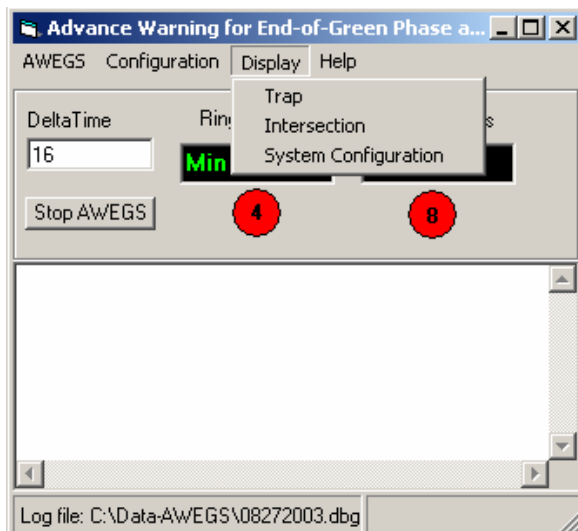 Advance Warning for End-of-Green Phase a...
AWEGS Configuration Display Help
Trap
Intersection
System Configuration
DeltaTime
16
Min
Stop AWEGS
4
8
Log file: C:\Data-AWEGS\08272003.dbg